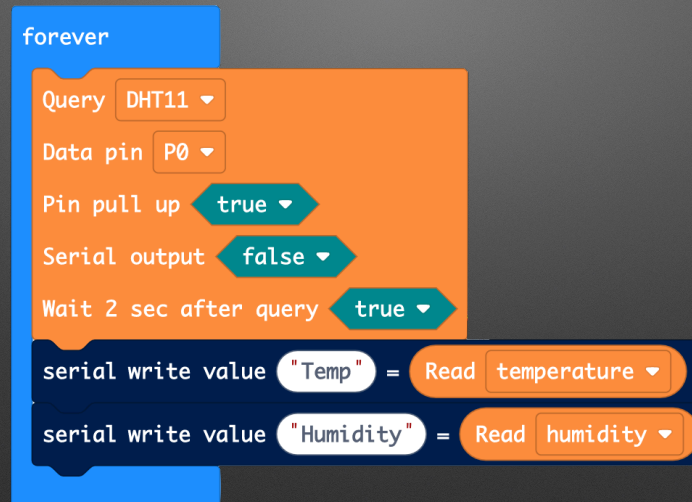 forever
Query DHT11
Data pin P0
Pin pull up true
Serial output false
Wait 2 sec after query true
serial write value "Temp" = Read temperature
serial write value "Humidity" = Read humidity